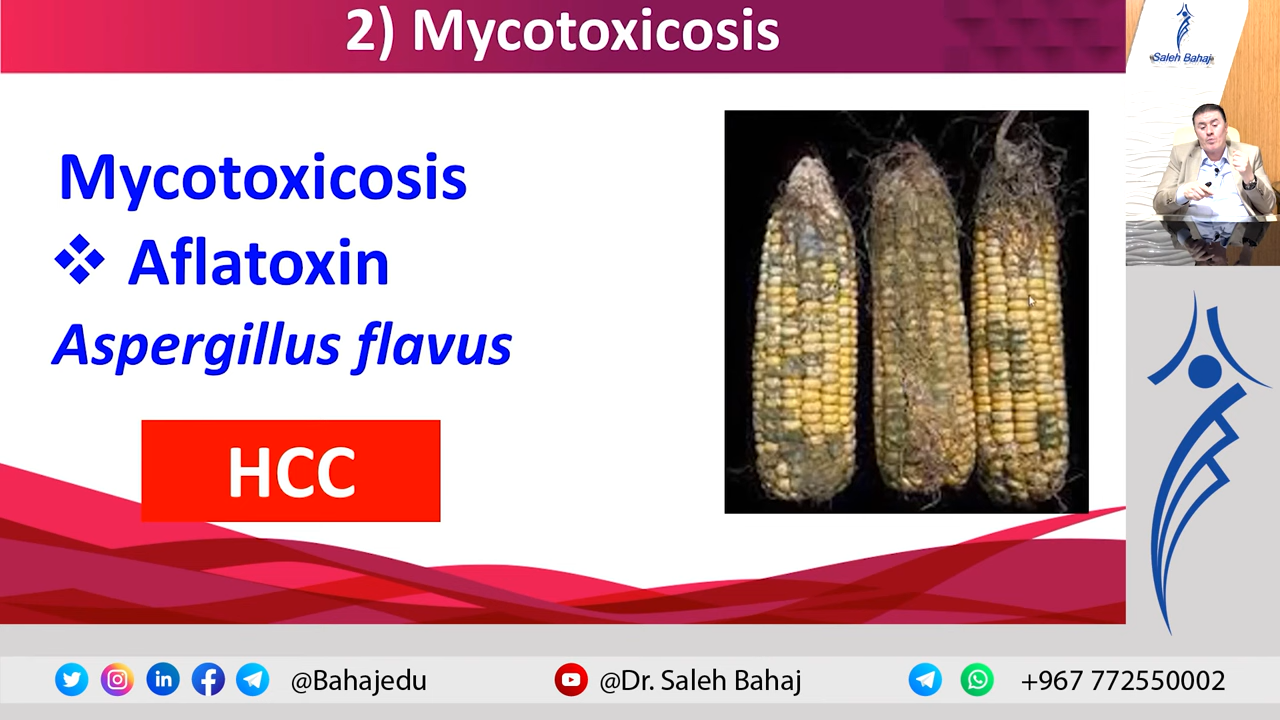 2) Mycotoxicosis
Saleh Bahaj
Mycotoxicosis
❖ Aflatoxin
Aspergillus flavus
HCC
@Bahajedu
@Dr. Saleh Bahaj
+967 772550002